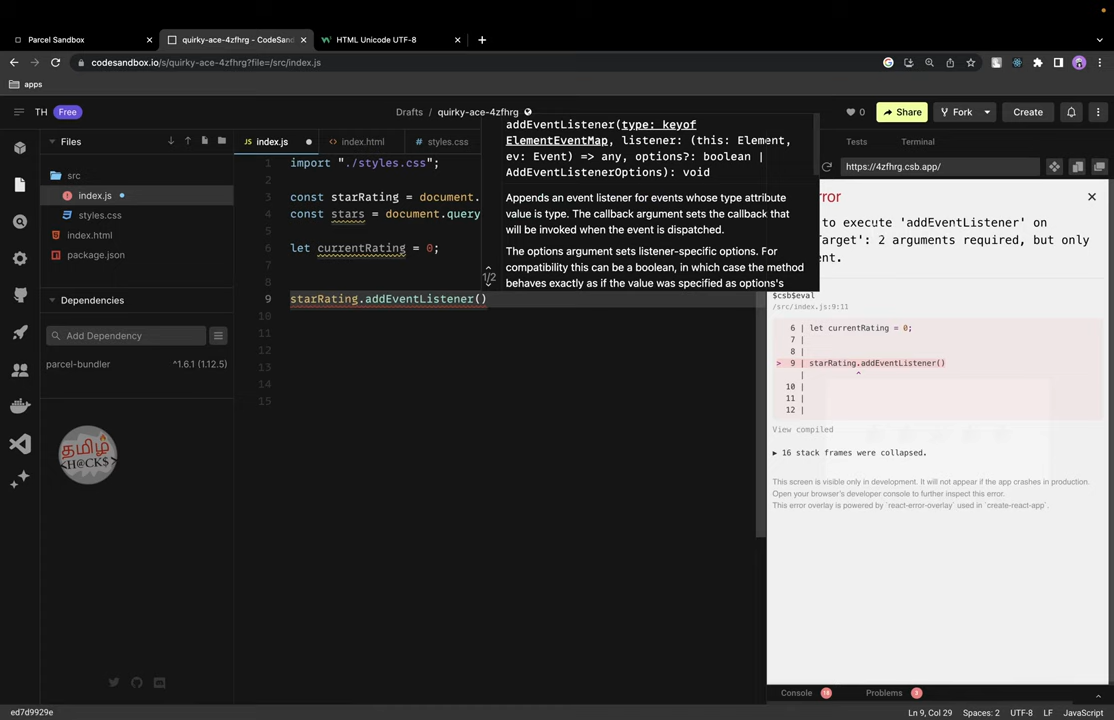 Parcel Sandbox
quirky-ace-4zfhrg - CodeSandb
HTML Unicode UTF-8
codesandbox.io/s/quirky-ace-4zfhrg?file=/src/index.js
apps
TH Free
Drafts / quirky-ace-4zfhrg
0
Share
Fork
Create
Files
src
index.js
styles.css
index.html
package.json
Dependencies
Add Dependency
parcel-bundler ^1.6.1 (1.12.5)
தமிழ்
<H@CK$>
JS index.js
<> index.html
# styles.css
1 import "./styles.css";
2
3 const starRating = document.
4 const stars = document.query
5
6 let currentRating = 0;
7
8
9 starRating.addEventListener()
10
11
12
13
14
15
addEventListener(type: keyof
ElementEventMap, listener: (this: Element,
ev: Event) => any, options?: boolean |
AddEventListenerOptions): void
Appends an event listener for events whose type attribute
value is type. The callback argument sets the callback that
will be invoked when the event is dispatched.
The options argument sets listener-specific options. For
compatibility this can be a boolean, in which case the method
behaves exactly as if the value was specified as options's
1/2
Tests
Terminal
https://4zfhrg.csb.app/
rror
to execute 'addEventListener' on
Target': 2 arguments required, but only
ent.
$csb$eval
/src/index.js:9:11
6 | let currentRating = 0;
7 |
8 |
> 9 | starRating.addEventListener()
| ^
10 |
11 |
12 |
View compiled
▶ 16 stack frames were collapsed.
This screen is visible only in development. It will not appear if the app crashes in production.
Open your browser's developer console to further inspect this error.
This error overlay is powered by `react-error-overlay` used in `create-react-app`.
Console
Problems 3
ed7d9929e
Ln 9, Col 29 Spaces: 2 UTF-8 LF JavaScript